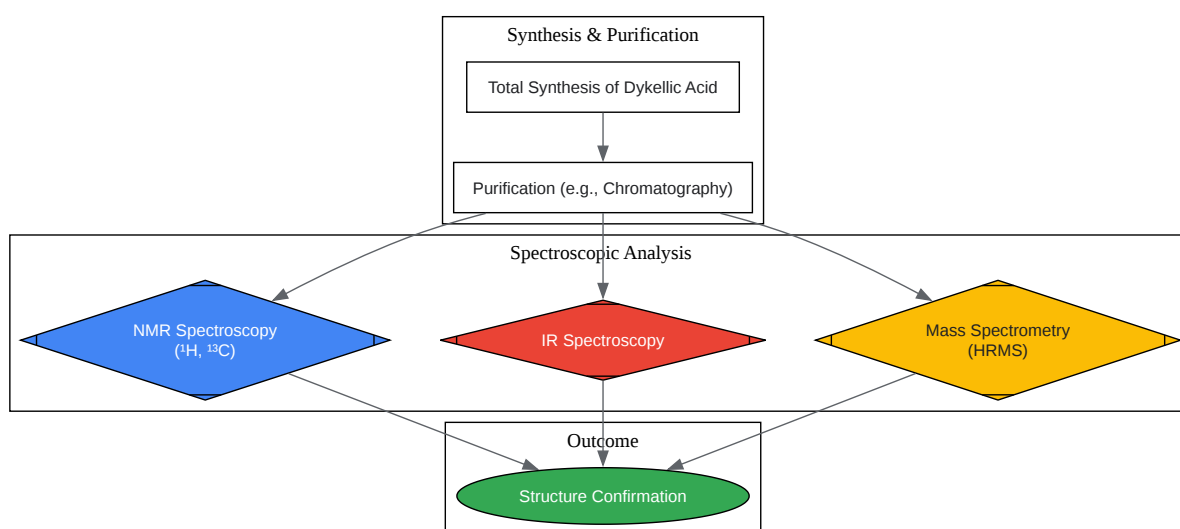 Synthesis & Purification
Total Synthesis of Dykellic Acid
Purification (e.g., Chromatography)
Spectroscopic Analysis
NMR Spectroscopy
(¹H, ¹³C)
IR Spectroscopy
Mass Spectrometry
(HRMS)
Outcome
Structure Confirmation